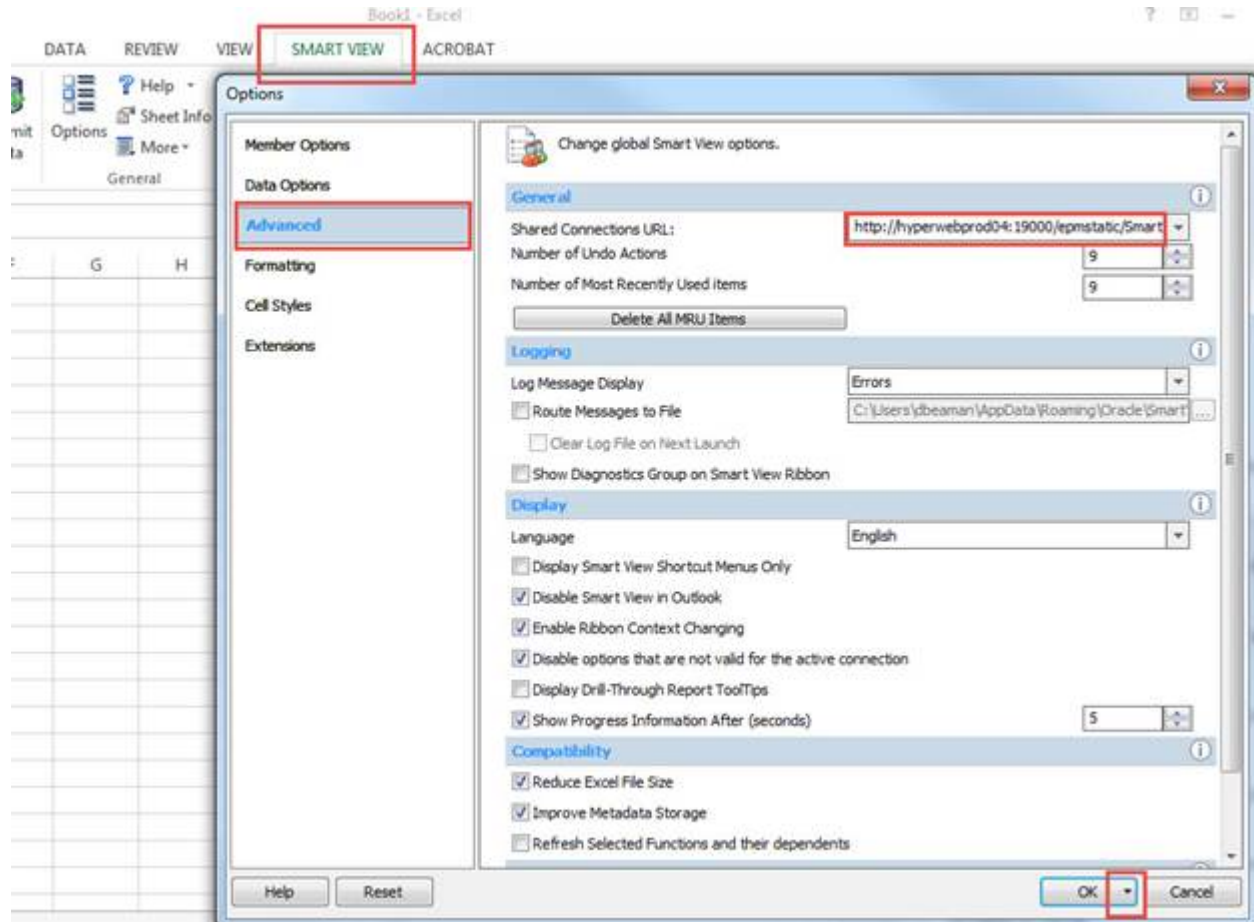 Book1 - Excel
?
DATA REVIEW VIEW SMART VIEW ACROBAT
Help
Sheet Info
Options
More
General
G H
Options
Member Options
Data Options
Advanced
Formatting
Cell Styles
Extensions
Change global Smart View options.
General
Shared Connections URL: http://hyperwebprod04:19000/epmstatic/Smart
Number of Undo Actions 9
Number of Most Recently Used items 9
Delete All MRU Items
Logging
Log Message Display Errors
Route Messages to File C:\Users\dbeaman\AppData\Roaming\Oracle\Smart ...
Clear Log File on Next Launch
Show Diagnostics Group on Smart View Ribbon
Display
Language English
Display Smart View Shortcut Menus Only
Disable Smart View in Outlook
Enable Ribbon Context Changing
Disable options that are not valid for the active connection
Display Drill-Through Report ToolTips
Show Progress Information After (seconds) 5
Compatibility
Reduce Excel File Size
Improve Metadata Storage
Refresh Selected Functions and their dependents
Help Reset OK Cancel